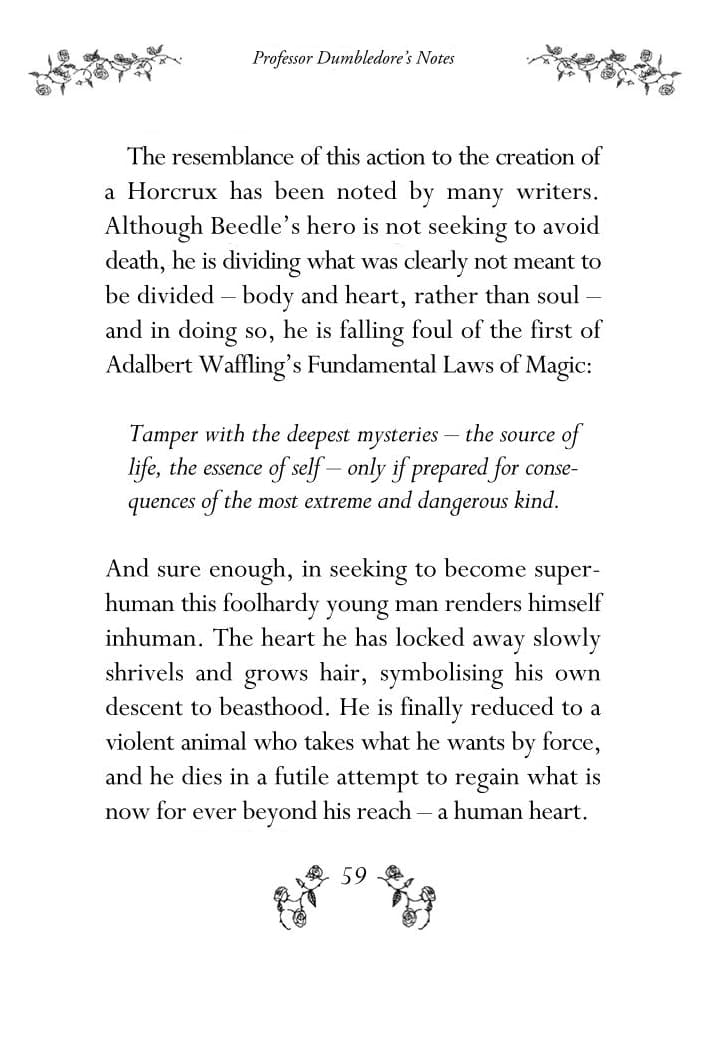 Professor Dumbledore's Notes
The resemblance of this action to the creation of
a Horcrux has been noted by many writers.
Although Beedle's hero is not seeking to avoid
death, he is dividing what was clearly not meant to
be divided – body and heart, rather than soul –
and in doing so, he is falling foul of the first of
Adalbert Waffling's Fundamental Laws of Magic:
Tamper with the deepest mysteries – the source of
life, the essence of self – only if prepared for conse-
quences of the most extreme and dangerous kind.
And sure enough, in seeking to become super-
human this foolhardy young man renders himself
inhuman. The heart he has locked away slowly
shrivels and grows hair, symbolising his own
descent to beasthood. He is finally reduced to a
violent animal who takes what he wants by force,
and he dies in a futile attempt to regain what is
now for ever beyond his reach – a human heart.
59